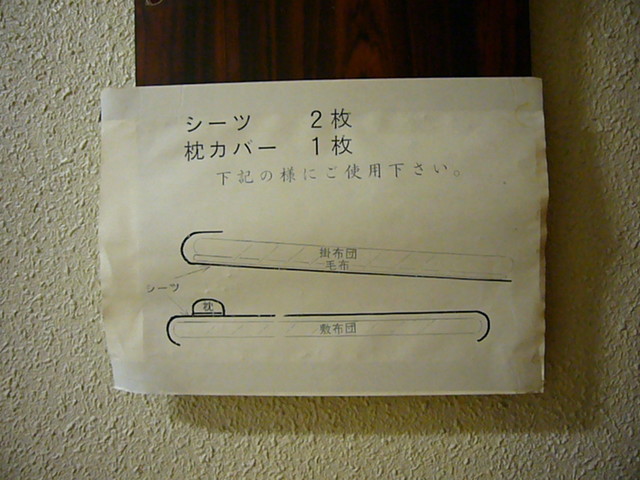 シーツ 2枚
枕カバー 1枚
下記の様にご使用下さい。
掛布団
毛布
シーツ
枕
敷布団